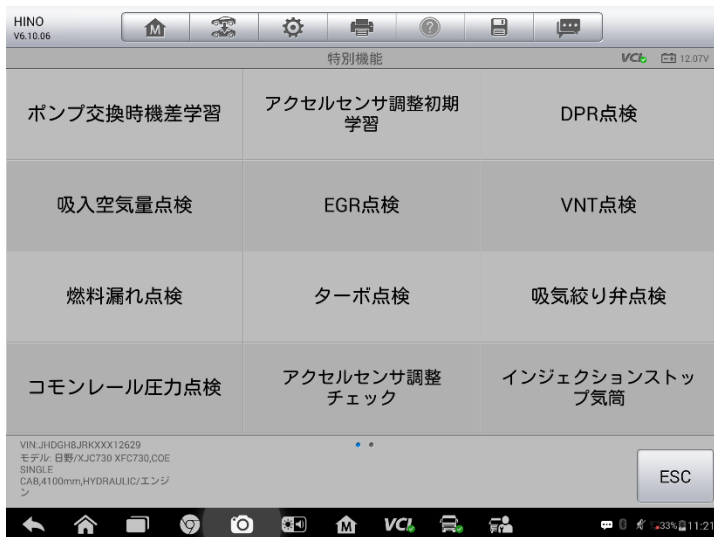 HINO
V6.10.06
特別機能
VCI
12.07V
ポンプ交換時機差学習
アクセルセンサ調整初期
学習
DPR点検
吸入空気量点検
EGR点検
VNT点検
燃料漏れ点検
ターボ点検
吸気絞り弁点検
コモンレール圧力点検
アクセルセンサ調整
チェック
インジェクションストッ
プ気筒
VIN:JHDGH8JRKXXX12629
モデル: 日野/XJC730 XFC730,COE
SINGLE
CAB,4100mm,HYDRAULIC/エンジ
ン
ESC
VCI
33%
11:21